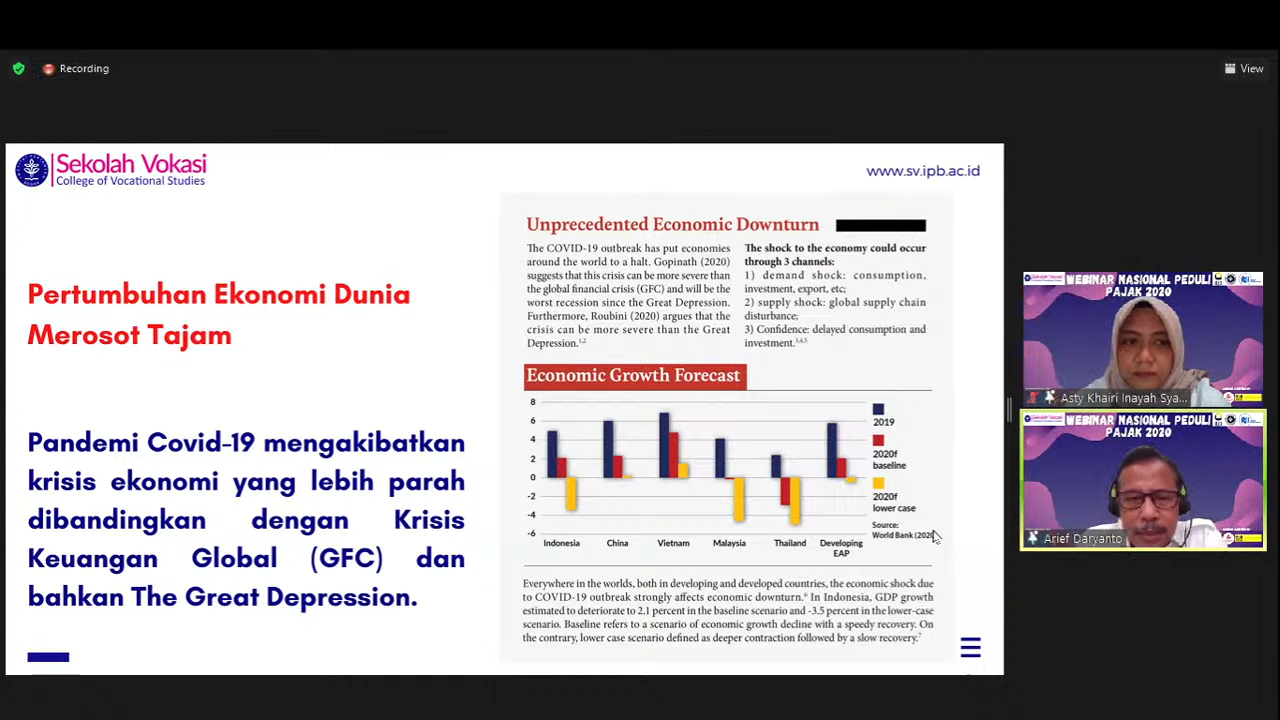 Recording
View
Sekolah Vokasi
College of Vocational Studies
www.sv.ipb.ac.id
Pertumbuhan Ekonomi Dunia
Merosot Tajam
Pandemi Covid-19 mengakibatkan
krisis ekonomi yang lebih parah
dibandingkan dengan Krisis
Keuangan Global (GFC) dan
bahkan The Great Depression.
Unprecedented Economic Downturn
The COVID-19 outbreak has put economies
around the world to a halt. Gopinath (2020)
suggests that this crisis can be more severe than
the global financial crisis (GFC) and will be the
worst recession since the Great Depression.
Furthermore, Roubini (2020) argues that the
crisis can be more severe than the Great
Depression.1,2
The shock to the economy could occur
through 3 channels:
1) demand shock: consumption,
investment, export, etc;
2) supply shock: global supply chain
disturbance;
3) Confidence: delayed consumption and
investment.3,4,5
Economic Growth Forecast
8
6
4
2
0
-2
-4
-6
Indonesia
China
Vietnam
Malaysia
Thailand
Developing
EAP
2019
2020f
baseline
2020f
lower case
Source:
World Bank (2020
Everywhere in the worlds, both in developing and developed countries, the economic shock due
to COVID-19 outbreak strongly affects economic downturn.6 In Indonesia, GDP growth
estimated to deteriorate to 2.1 percent in the baseline scenario and -3.5 percent in the lower-case
scenario. Baseline refers to a scenario of economic growth decline with a speedy recovery. On
the contrary, lower case scenario defined as deeper contraction followed by a slow recovery.7
WEBINAR NASIONAL PEDULI
PAJAK 2020
Asty Khairi Inayah Sya...
WEBINAR NASIONAL PEDULI
PAJAK 2020
Arief Daryanto